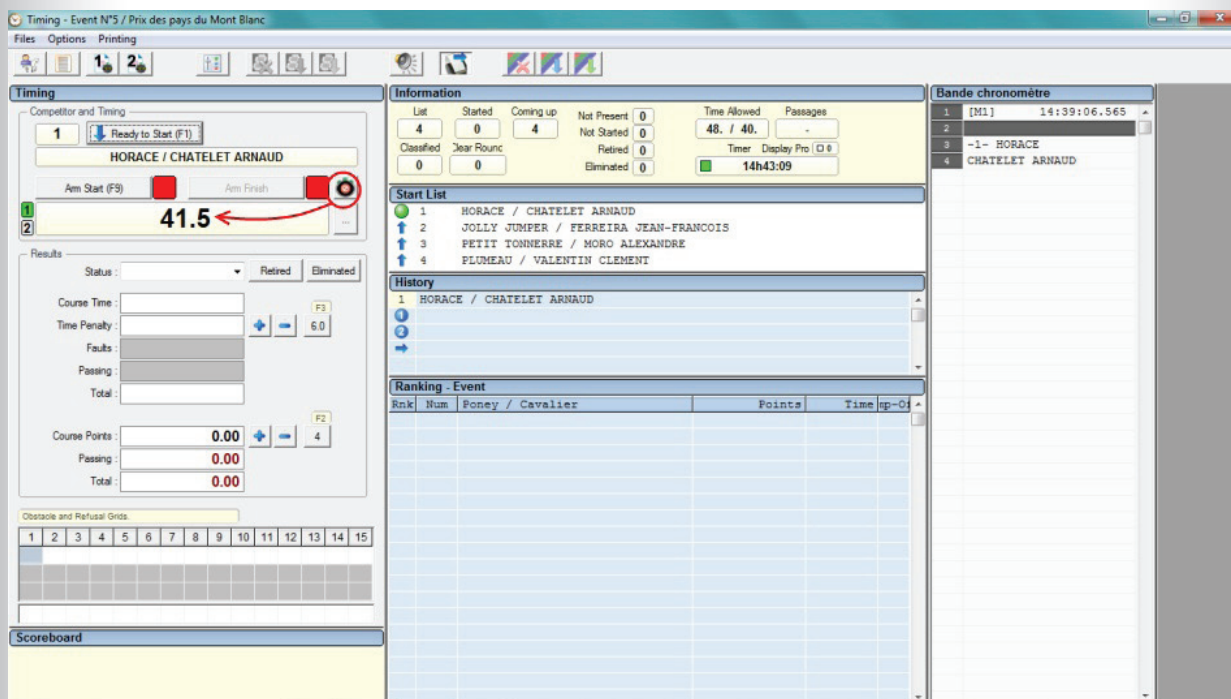 Timing - Event N°5 / Prix des pays du Mont Blanc
Files Options Printing
1 2
Timing
Competitor and Timing
1 Ready to Start (F1)
HORACE / CHATELET ARNAUD
Arm Start (F9) Arm Finish
1
2
41.5
...
Results
Status : Retired Eliminated
Course Time :
F3
Time Penalty : 6.0
Faults :
Passing :
Total :
F2
Course Points : 0.00 4
Passing : 0.00
Total : 0.00
Obstacle and Refusal Grids.
1 2 3 4 5 6 7 8 9 10 11 12 13 14 15
Scoreboard
Information
List Started Coming up Not Present 0 Time Allowed Passages
4 0 4 Not Started 0 48. / 40. -
Classified Clear Rounc Retired 0 Timer Display Pro
0 0 Eliminated 0 14h43:09
Start List
1 HORACE / CHATELET ARNAUD
2 JOLLY JUMPER / FERREIRA JEAN-FRANCOIS
3 PETIT TONNERRE / MORO ALEXANDRE
4 PLUMEAU / VALENTIN CLEMENT
History
1 HORACE / CHATELET ARNAUD
1
2
Ranking - Event
Rnk Num Poney / Cavalier Points Time mp-Of
Bande chronomètre
1 [M1] 14:39:06.565
2
3 -1- HORACE
4 CHATELET ARNAUD